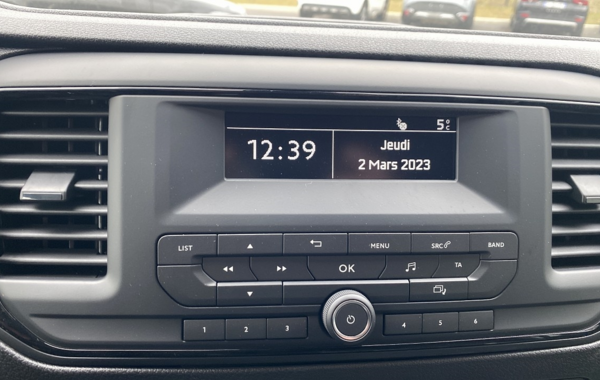 5°C
12:39
Jeudi
2 Mars 2023
LIST
MENU
SRC
BAND
OK
TA
1 2 3 4 5 6